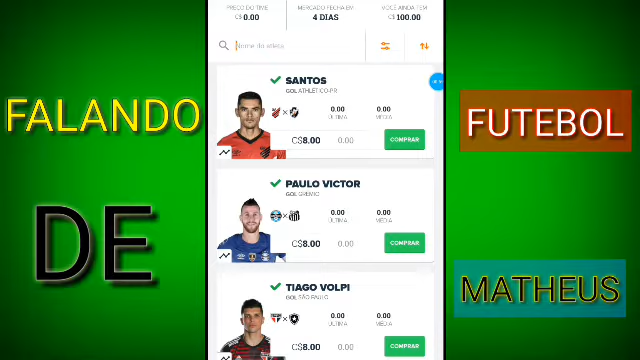 FALANDO
DE
PREÇO DO TIME
C$ 0.00
MERCADO FECHA EM
4 DIAS
VOCÊ AINDA TEM
C$ 100.00
Nome do atleta
SANTOS
GOL ATHLÉTICO-PR
0.00
ÚLTIMA
0.00
MÉDIA
C$8.00
0.00
COMPRAR
PAULO VICTOR
GOL GRÊMIO
0.00
ÚLTIMA
0.00
MÉDIA
C$8.00
0.00
COMPRAR
TIAGO VOLPI
GOL SÃO PAULO
0.00
ÚLTIMA
0.00
MÉDIA
C$8.00
0.00
COMPRAR
FUTEBOL
MATHEUS